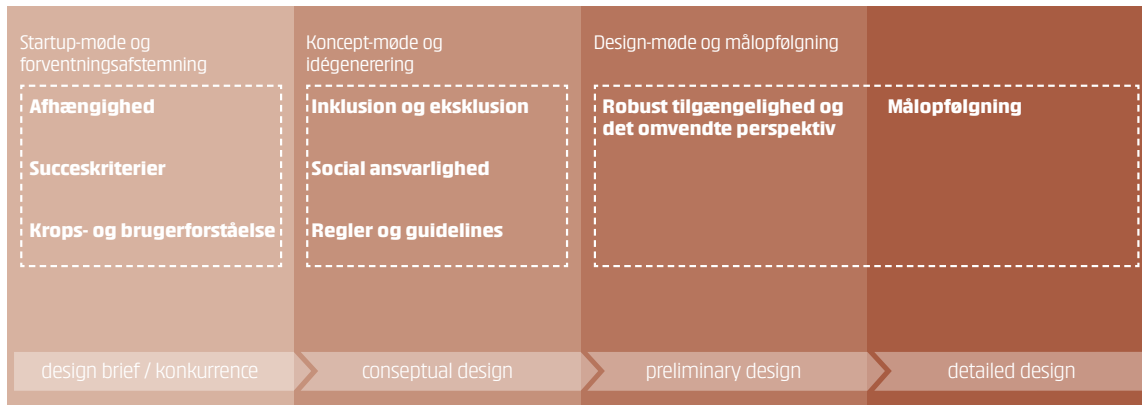 Startup-møde og
forventningsafstemning
Afhængighed
Succeskriterier
Krops- og brugerforståelse
Koncept-møde og
idégenerering
Inklusion og eksklusion
Social ansvarlighed
Regler og guidelines
Design-møde og målopfølgning
Robust tilgængelighed og
det omvendte perspektiv
Målopfølgning
design brief / konkurrence
conseptual design
preliminary design
detailed design